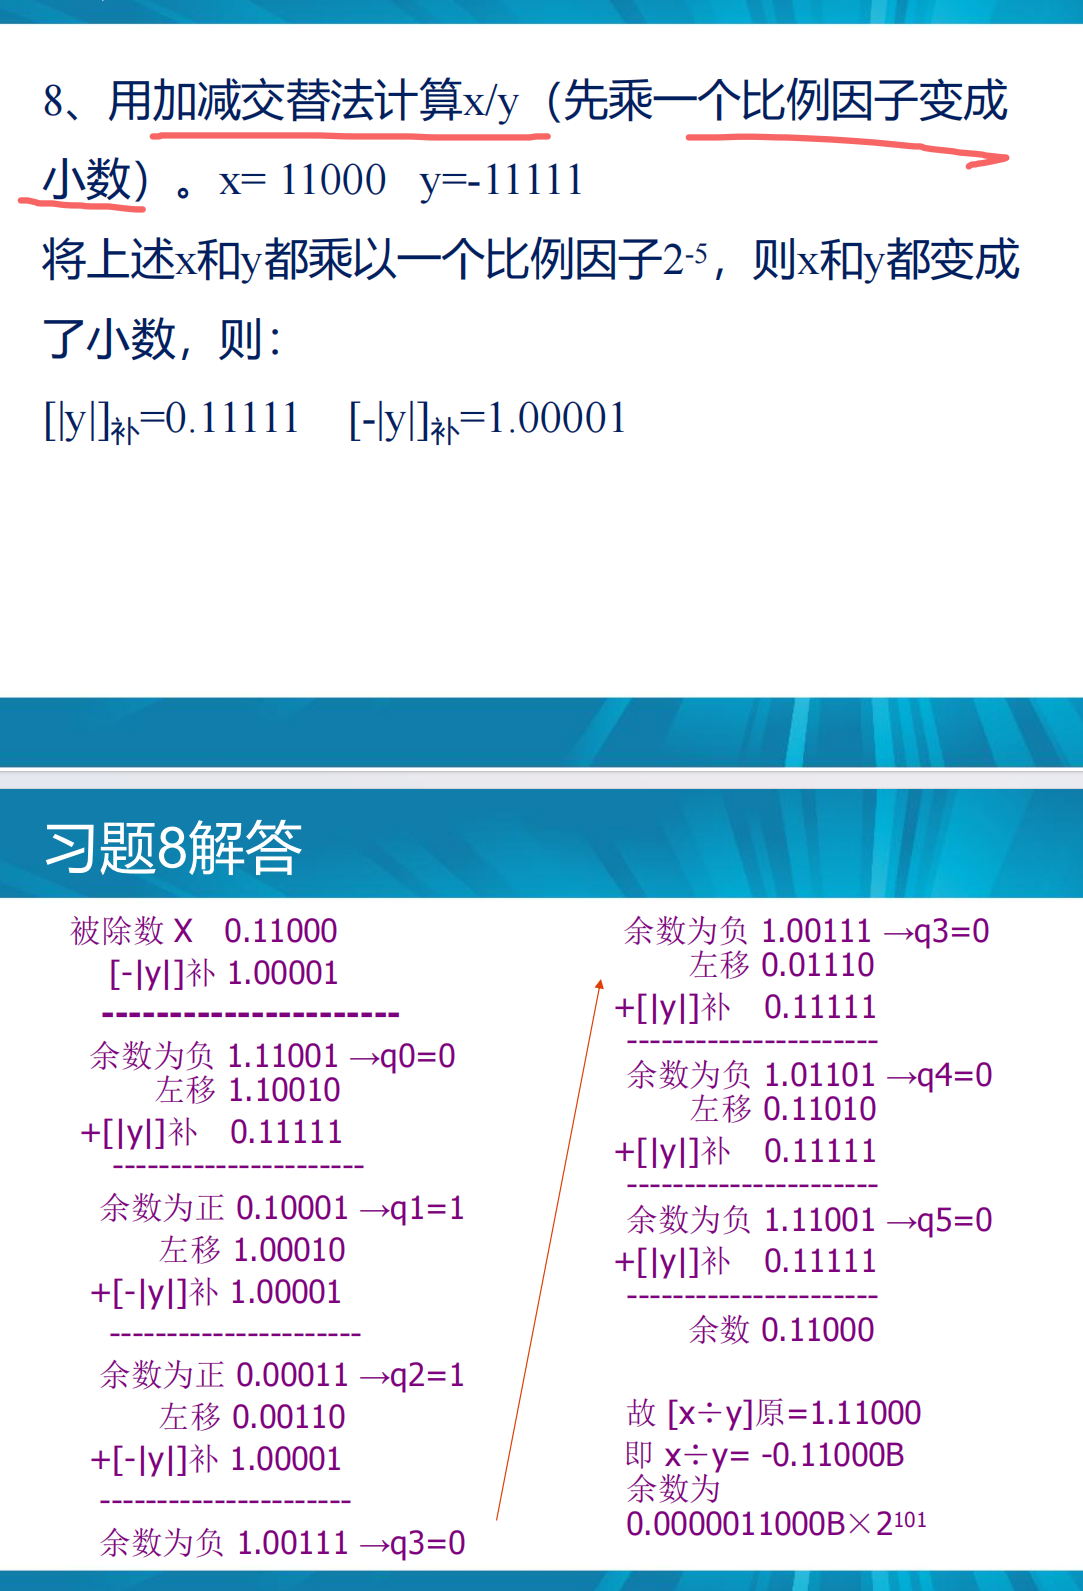 8、用加减交替法计算x/y（先乘一个比例因子变成
小数）。x= 11000 y=-11111
将上述x和y都乘以一个比例因子2-5，则x和y都变成
了小数，则：
[|y|]补=0.11111 [-|y|]补=1.00001
习题8解答
被除数 X 0.11000
[-|y|]补 1.00001
----------------------
余数为负 1.11001 →q0=0
左移 1.10010
+[|y|]补 0.11111
----------------------
余数为正 0.10001 →q1=1
左移 1.00010
+[-|y|]补 1.00001
----------------------
余数为正 0.00011 →q2=1
左移 0.00110
+[-|y|]补 1.00001
----------------------
余数为负 1.00111 →q3=0
余数为负 1.00111 →q3=0
左移 0.01110
+[|y|]补 0.11111
----------------------
余数为负 1.01101 →q4=0
左移 0.11010
+[|y|]补 0.11111
----------------------
余数为负 1.11001 →q5=0
+[|y|]补 0.11111
----------------------
余数 0.11000
故 [x÷y]原=1.11000
即 x÷y= -0.11000B
余数为
0.0000011000B×2101